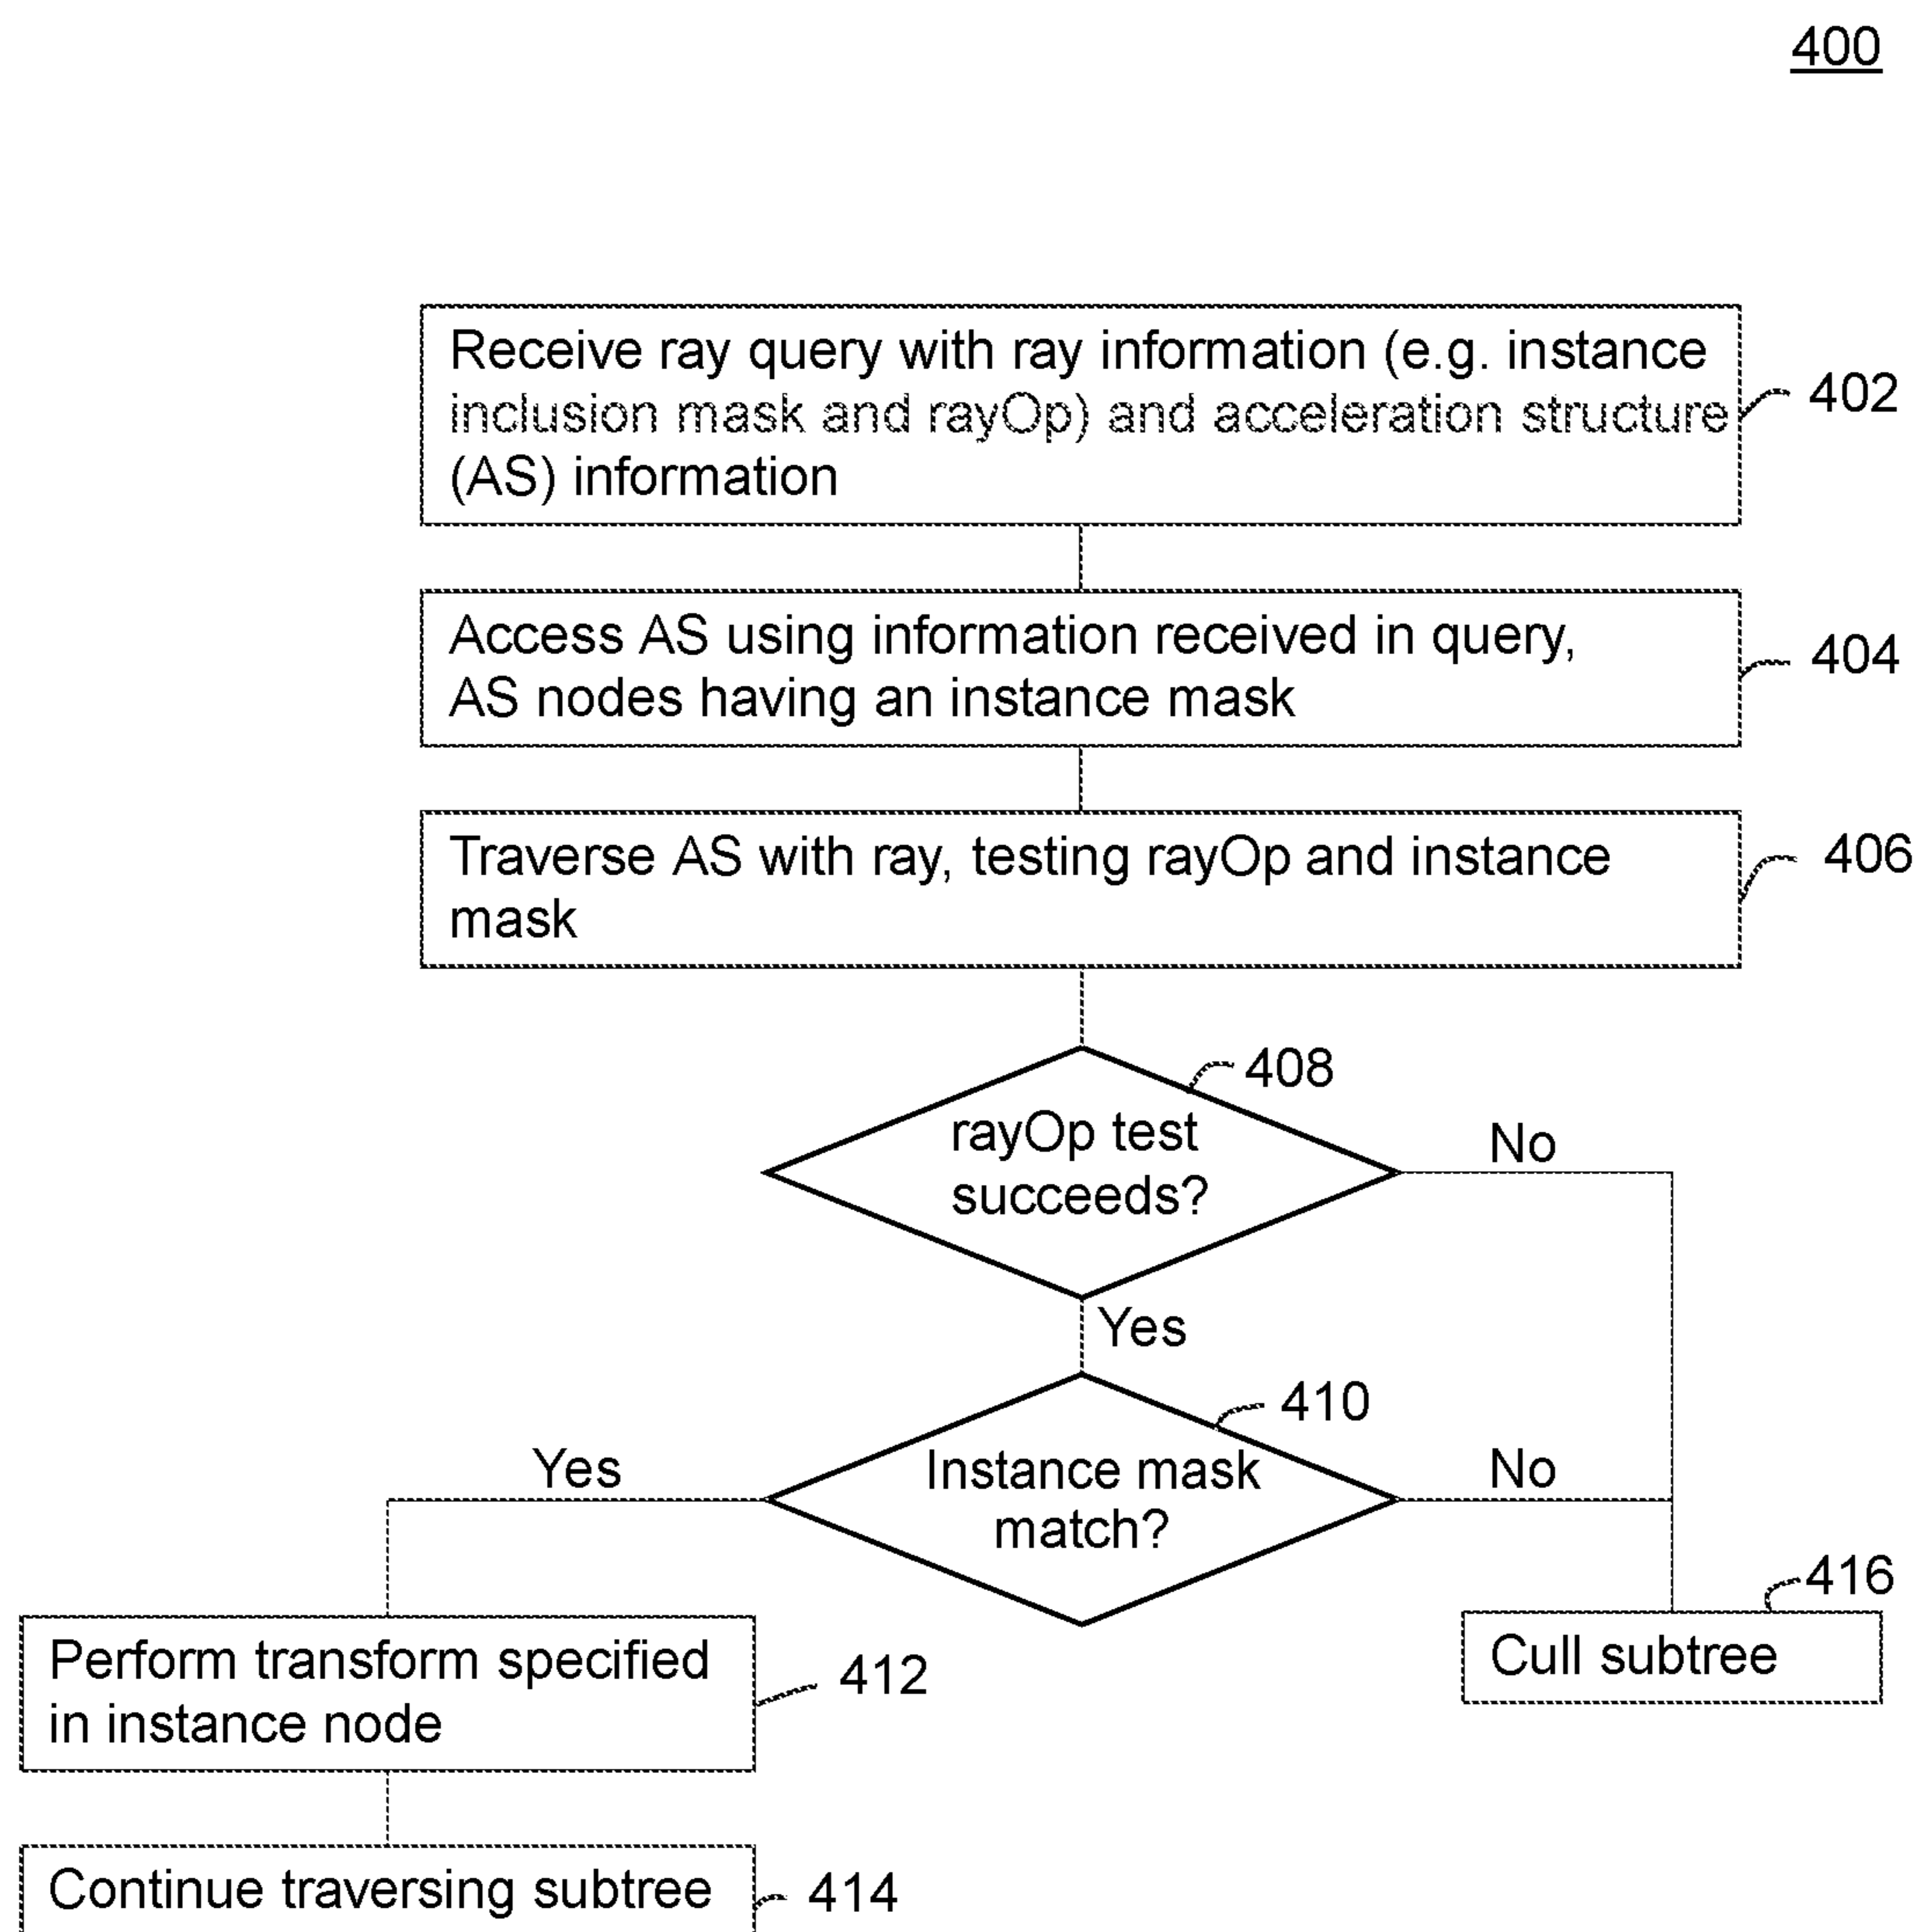 400
Receive ray query with ray information (e.g. instance
inclusion mask and rayOp) and acceleration structure
(AS) information
402
Access AS using information received in query,
AS nodes having an instance mask
404
Traverse AS with ray, testing rayOp and instance
mask
406
408
rayOp test
succeeds?
No
Yes
410
Instance mask
match?
Yes
No
416
Cull subtree
Perform transform specified
in instance node
412
Continue traversing subtree
414